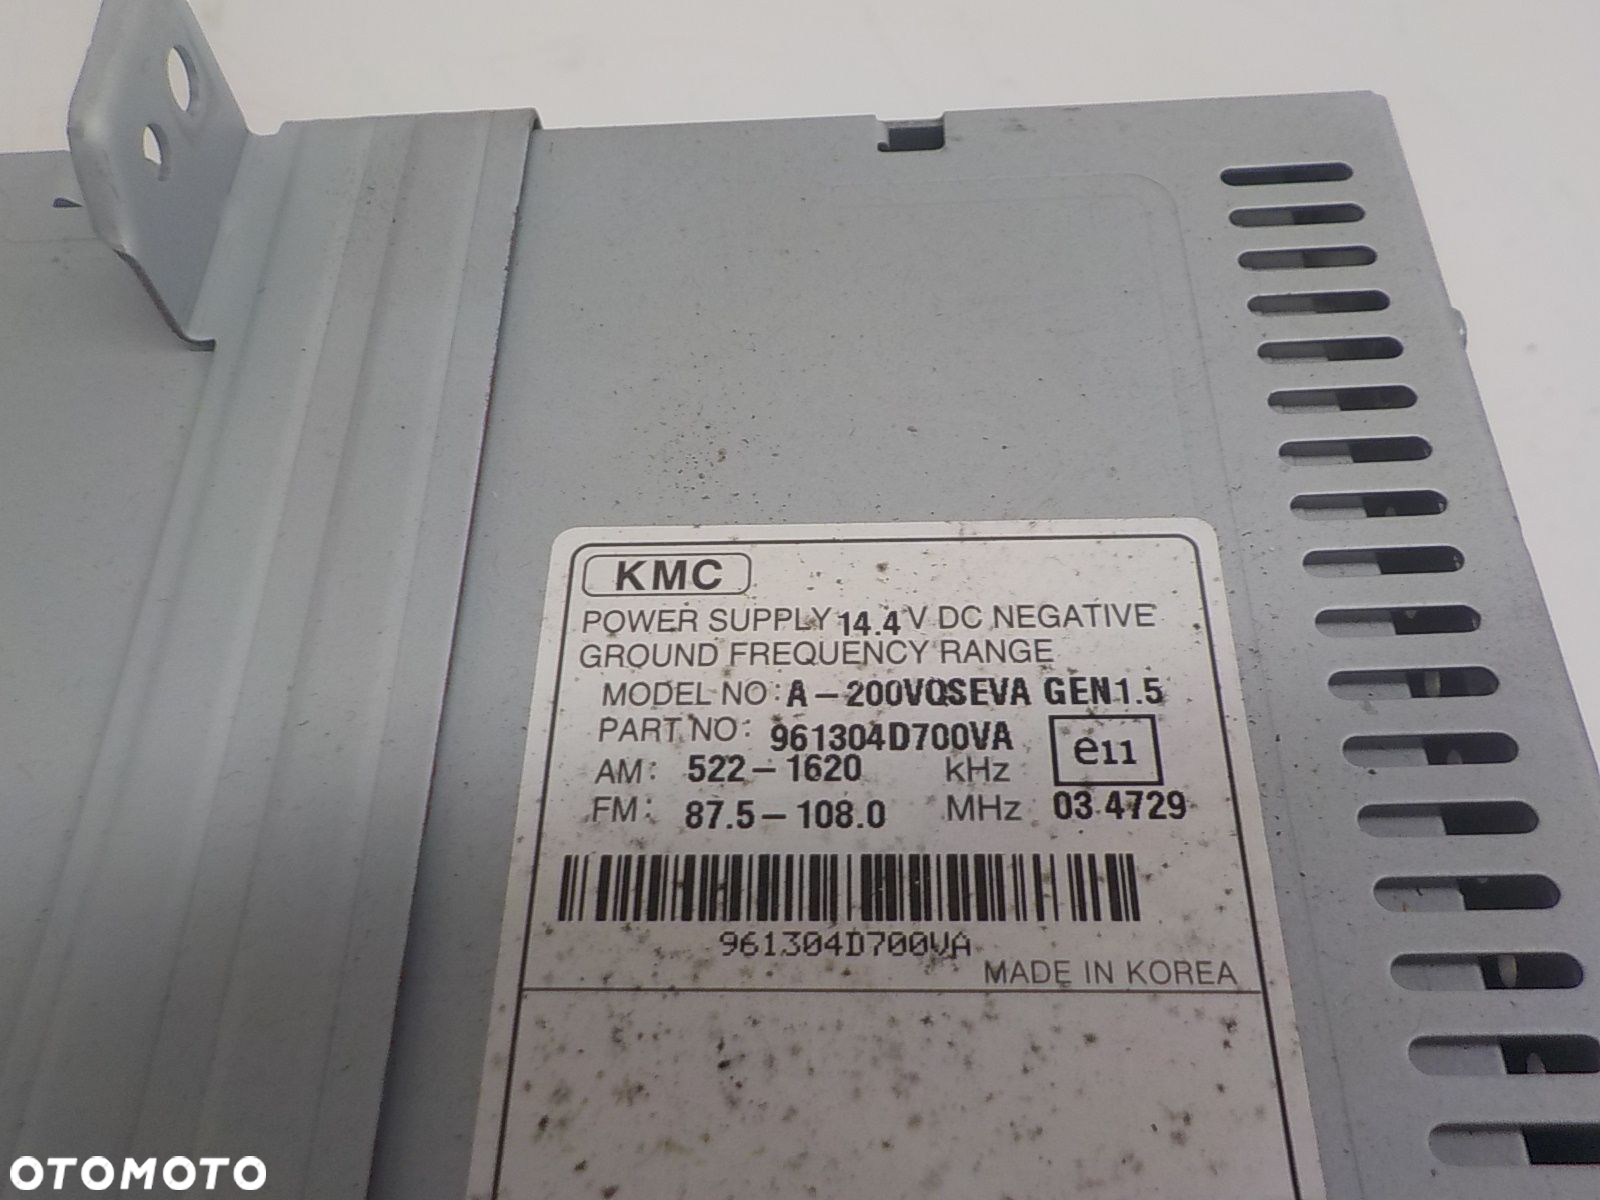 KMC
POWER SUPPLY 14.4 V DC NEGATIVE
GROUND FREQUENCY RANGE
MODEL NO: A-200VQSEVA GEN1.5
PART NO: 961304D700VA
e11
AM: 522-1620 kHz
FM: 87.5-108.0 MHz 03 4729
961304D700VA
MADE IN KOREA
OTOMOTO